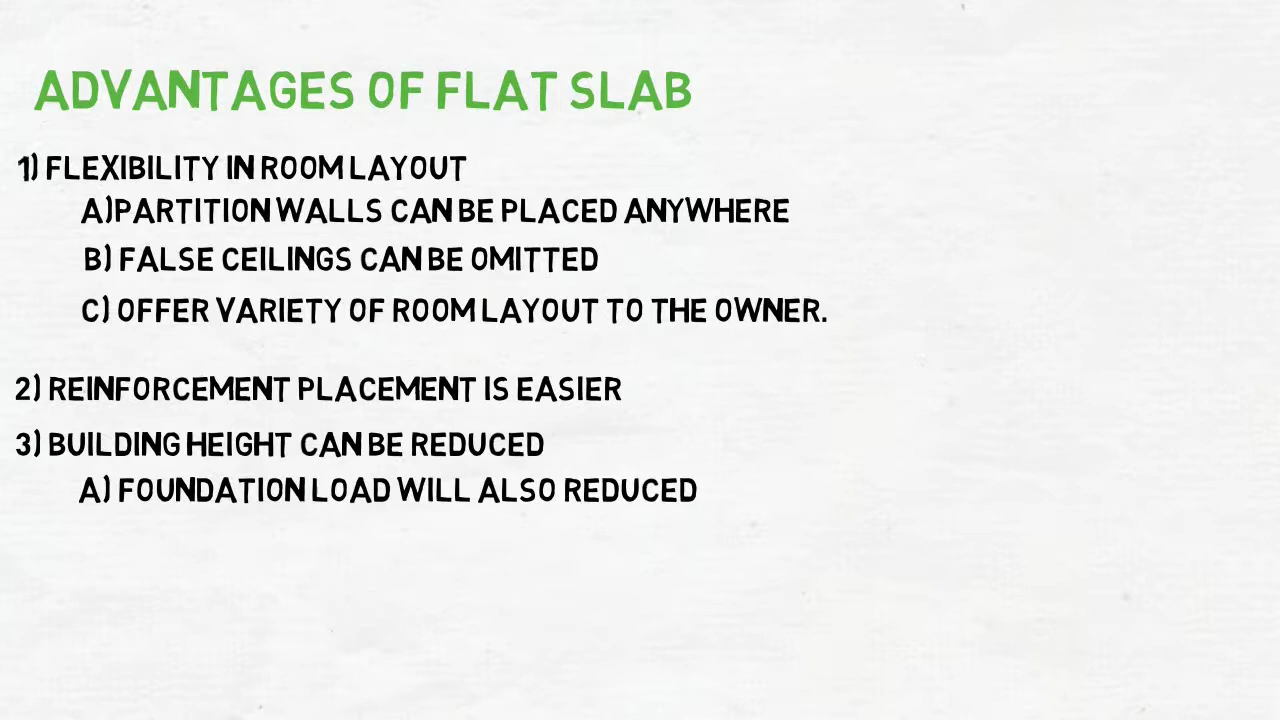 ADVANTAGES OF FLAT SLAB
1) FLEXIBILITY IN ROOM LAYOUT
A)PARTITION WALLS CAN BE PLACED ANYWHERE
B) FALSE CEILINGS CAN BE OMITTED
C) OFFER VARIETY OF ROOM LAYOUT TO THE OWNER.
2) REINFORCEMENT PLACEMENT IS EASIER
3) BUILDING HEIGHT CAN BE REDUCED
A) FOUNDATION LOAD WILL ALSO REDUCED